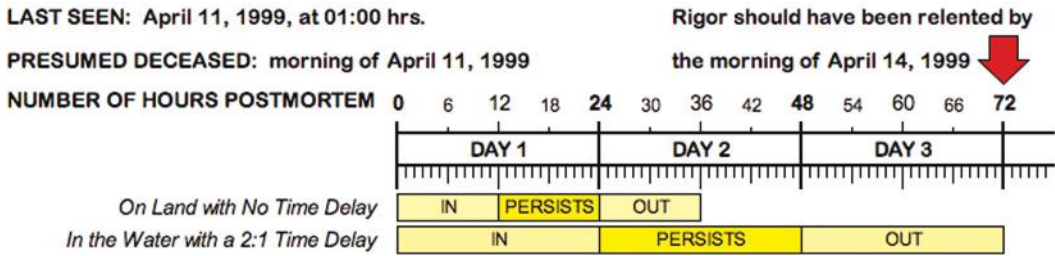 LAST SEEN: April 11, 1999, at 01:00 hrs.
Rigor should have been relented by
PRESUMED DECEASED: morning of April 11, 1999
the morning of April 14, 1999
NUMBER OF HOURS POSTMORTEM 0 6 12 18 24 30 36 42 48 54 60 66 72
DAY 1 DAY 2 DAY 3
On Land with No Time Delay IN PERSISTS OUT
In the Water with a 2:1 Time Delay IN PERSISTS OUT